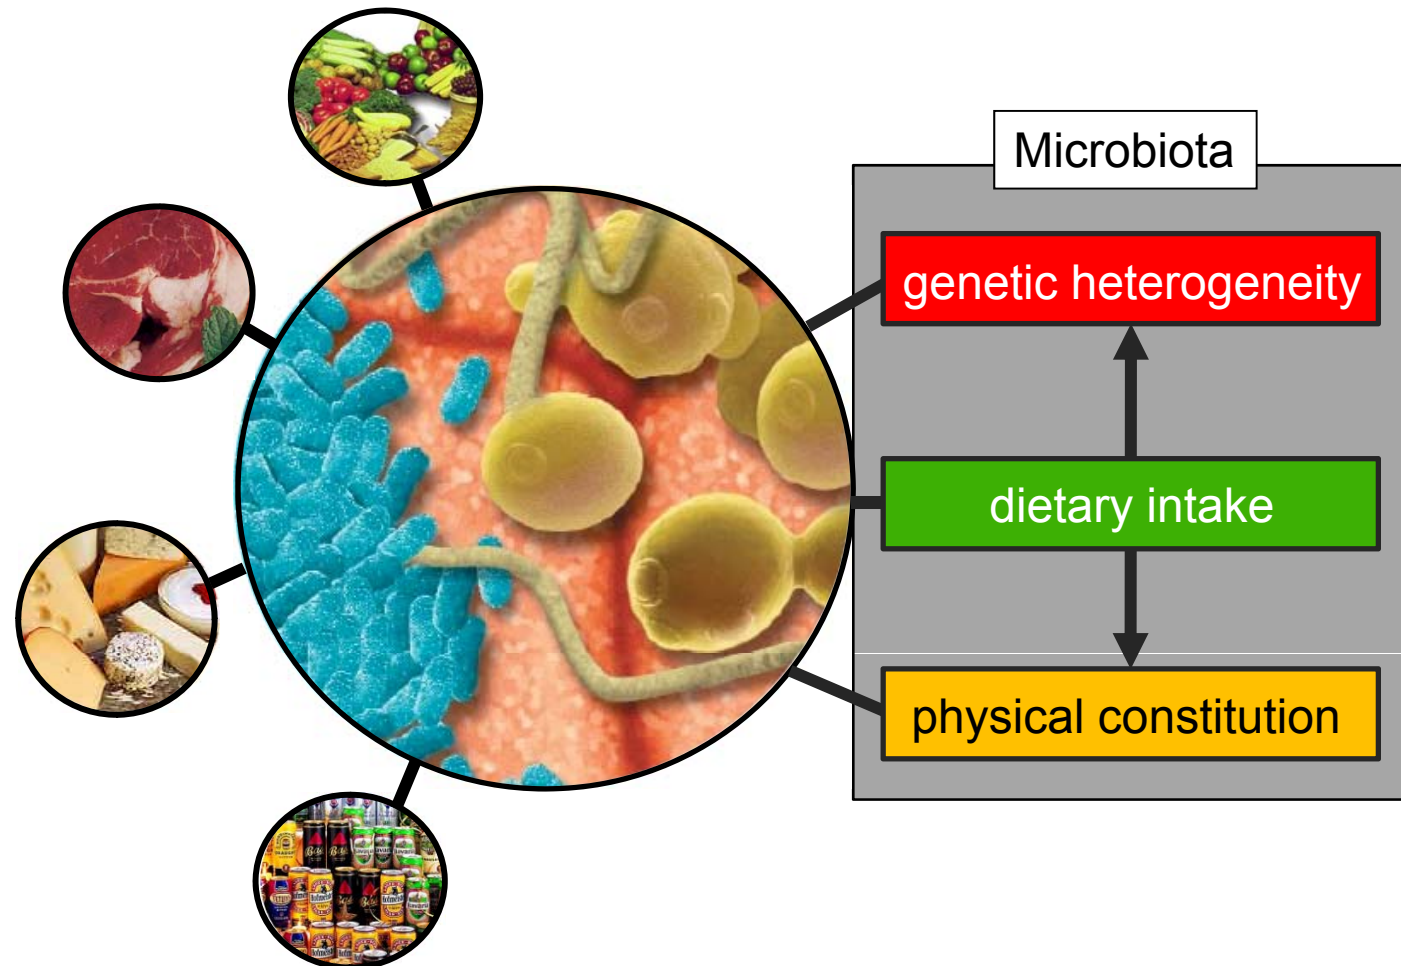 Microbiota
genetic heterogeneity
dietary intake
physical constitution